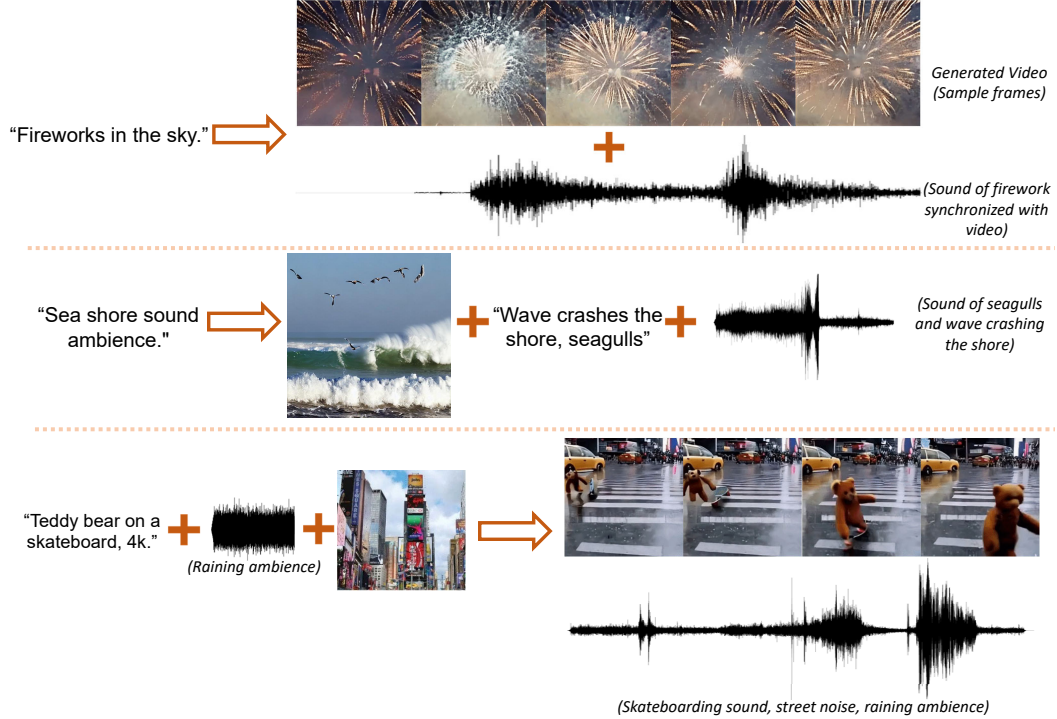 Generated Video
(Sample frames)
“Fireworks in the sky.”
(Sound of firework
synchronized with
video)
“Sea shore sound
ambience."
“Wave crashes the
shore, seagulls”
(Sound of seagulls
and wave crashing
the shore)
“Teddy bear on a
skateboard, 4k.”
(Raining ambience)
(Skateboarding sound, street noise, raining ambience)